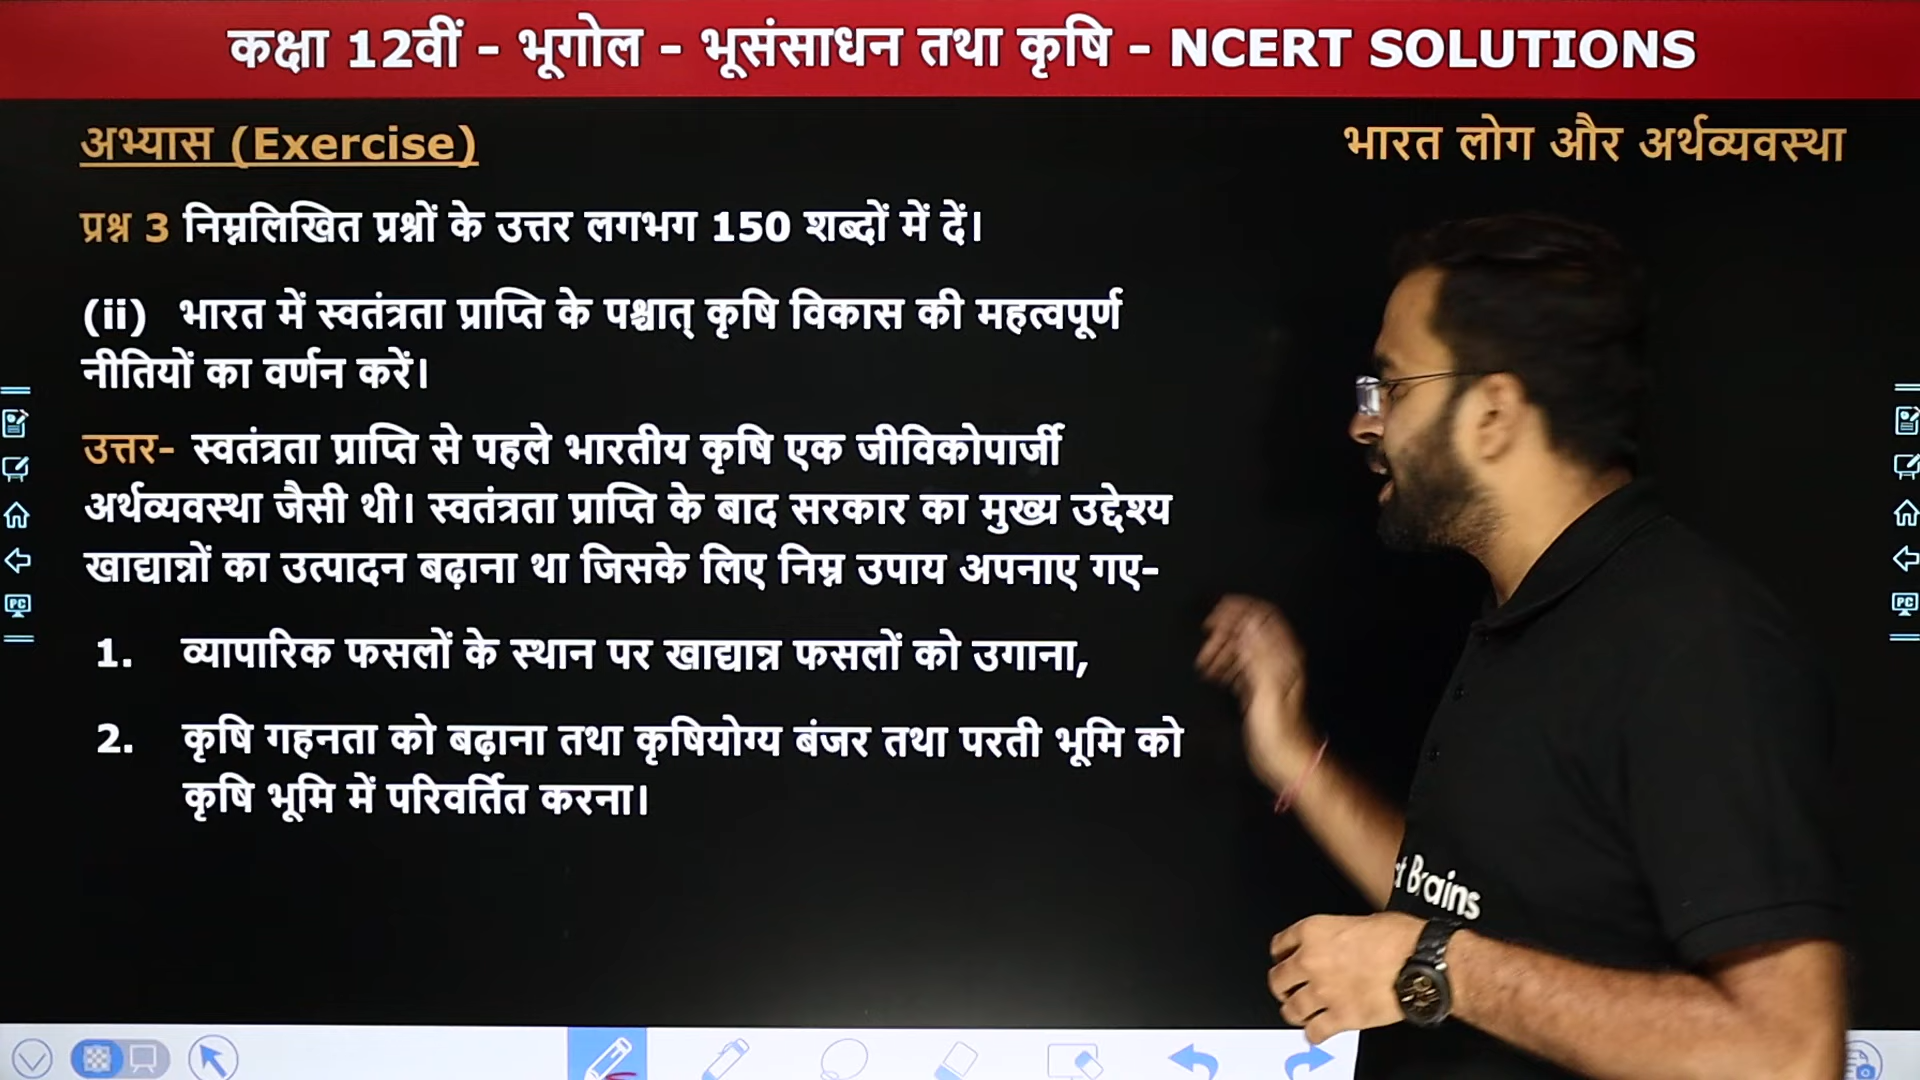 कक्षा 12वीं - भूगोल - भूसंसाधन तथा कृषि - NCERT SOLUTIONS
अभ्यास (Exercise)
भारत लोग और अर्थव्यवस्था
प्रश्न 3 निम्नलिखित प्रश्नों के उत्तर लगभग 150 शब्दों में दें।
(ii) भारत में स्वतंत्रता प्राप्ति के पश्चात् कृषि विकास की महत्वपूर्ण
नीतियों का वर्णन करें।
उत्तर- स्वतंत्रता प्राप्ति से पहले भारतीय कृषि एक जीविकोपार्जी
अर्थव्यवस्था जैसी थी। स्वतंत्रता प्राप्ति के बाद सरकार का मुख्य उद्देश्य
खाद्यान्नों का उत्पादन बढ़ाना था जिसके लिए निम्न उपाय अपनाए गए-
1. व्यापारिक फसलों के स्थान पर खाद्यान्न फसलों को उगाना,
2. कृषि गहनता को बढ़ाना तथा कृषियोग्य बंजर तथा परती भूमि को
कृषि भूमि में परिवर्तित करना।
Brains
PC
PC